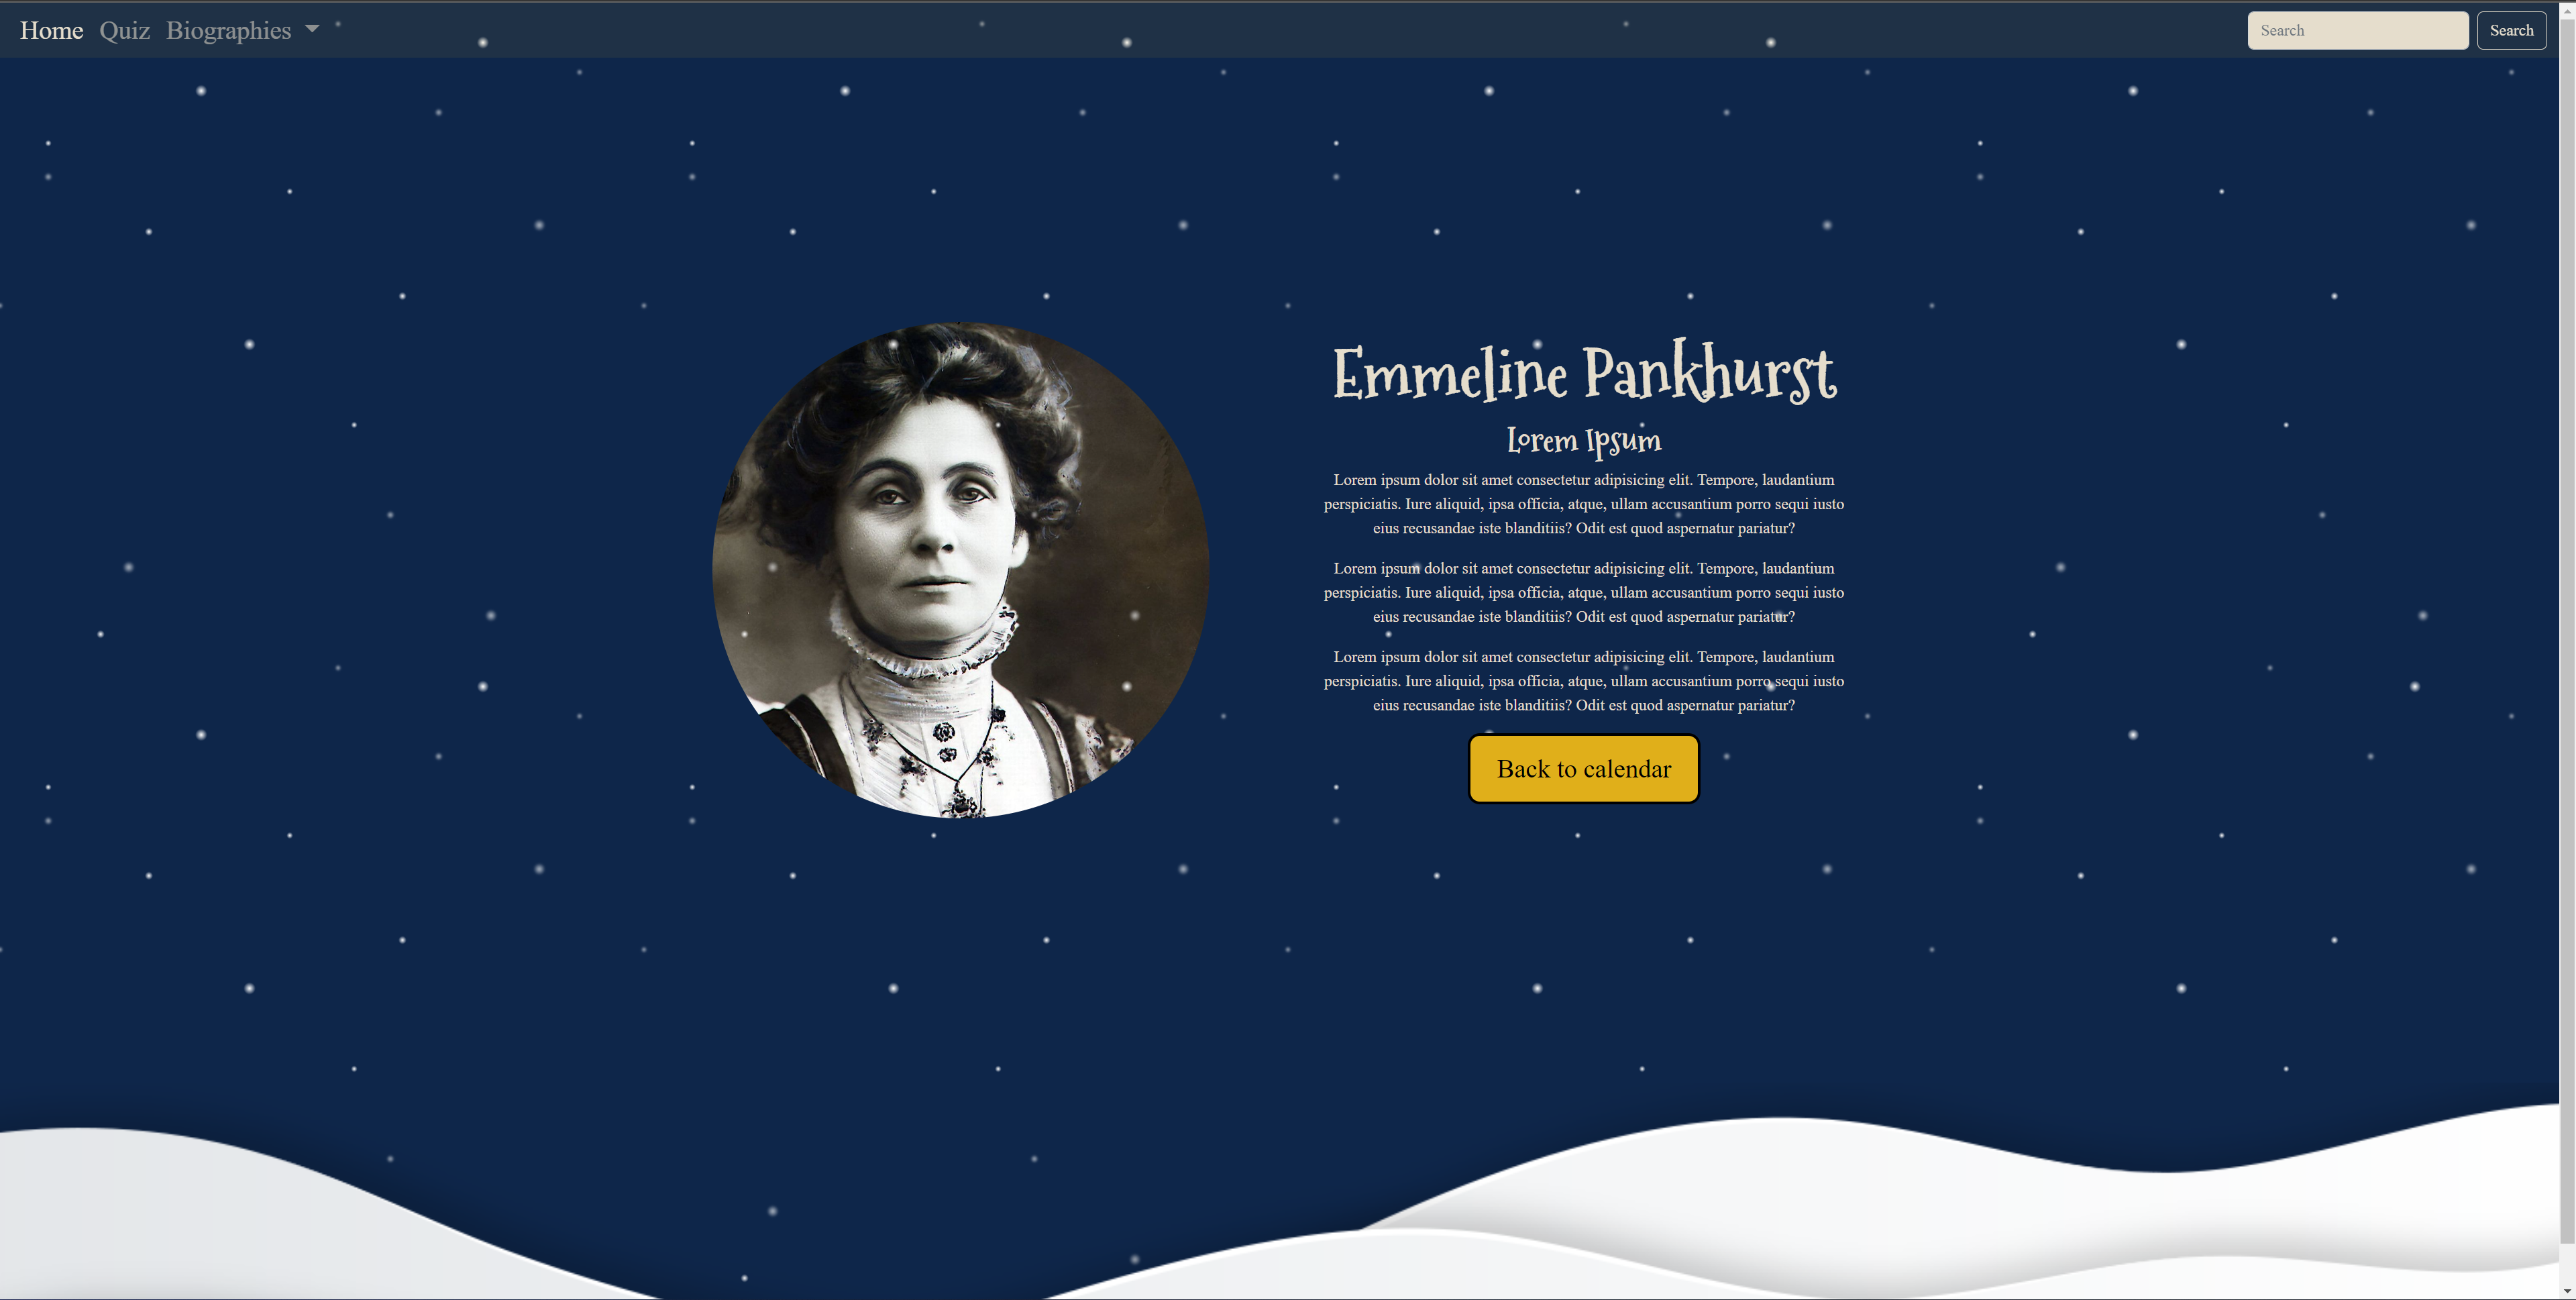 Home Quiz Biographies Search Search
Emmeline Pankhurst
Lorem Ipsum
Lorem ipsum dolor sit amet consectetur adipisicing elit. Tempore, laudantium
perspiciatis. Iure aliquid, ipsa officia, atque, ullam accusantium porro sequi iusto
eius recusandae iste blanditiis? Odit est quod aspernatur pariatur?
Lorem ipsum dolor sit amet consectetur adipisicing elit. Tempore, laudantium
perspiciatis. Iure aliquid, ipsa officia, atque, ullam accusantium porro sequi iusto
eius recusandae iste blanditiis? Odit est quod aspernatur pariatur?
Lorem ipsum dolor sit amet consectetur adipisicing elit. Tempore, laudantium
perspiciatis. Iure aliquid, ipsa officia, atque, ullam accusantium porro sequi iusto
eius recusandae iste blanditiis? Odit est quod aspernatur pariatur?
Back to calendar